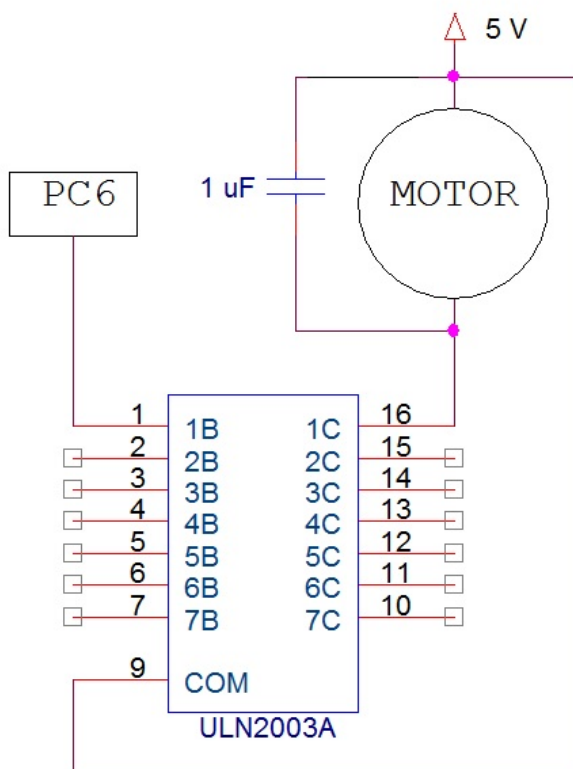 5 V
1 uF
MOTOR
PC6
1 1B 1C 16
2 2B 2C 15
3 3B 3C 14
4 4B 4C 13
5 5B 5C 12
6 6B 6C 11
7 7B 7C 10
9 COM
ULN2003A